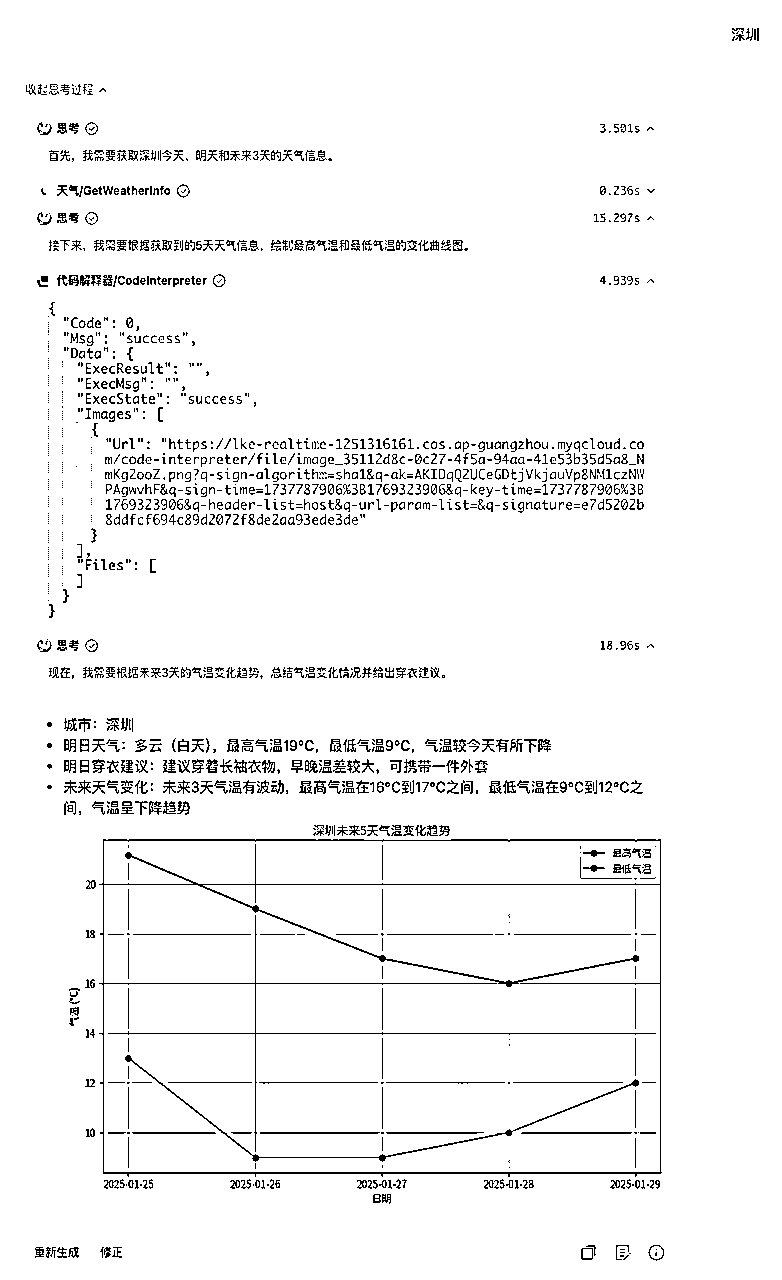 深圳
收起思考过程
思考
3.501s
首先，我需要获取深圳今天、明天和未来3天的天气信息。
天气/GetWeatherInfo
0.236s
思考
15.297s
接下来，我需要根据获取到的5天天气信息，绘制最高气温和最低气温的变化曲线图。
代码解释器/CodeInterpreter
4.939s
{
"Code": 0,
"Msg": "success",
"Data": {
"ExecResult": "",
"ExecMsg": "",
"ExecState": "success",
"Images": [
{
"Url": "https://lke-realtime-1251316161.cos.ap-guangzhou.myqcloud.co
m/code-interpreter/file/image_35112d8c-0c27-4f5a-94aa-41e53b35d5a8_N
mKg2ooZ.png?q-sign-algorithm=sha1&q-ak=AKIDqQZUCeGDtjVkjauVp8NM1czNW
PAgwvhF&q-sign-time=1737787906%3B1769323906&q-key-time=1737787906%3B
1769323906&q-header-list=host&q-url-param-list=&q-signature=e7d5202b
8ddfcf694c89d2072f8de2aa93ede3de"
}
],
"Files": [
]
}
}
思考
18.96s
现在，我需要根据未来3天的气温变化趋势，总结气温变化情况并给出穿衣建议。
• 城市：深圳
• 明日天气：多云（白天），最高气温19°C，最低气温9°C，气温较今天有所下降
• 明日穿衣建议：建议穿着长袖衣物，早晚温差较大，可携带一件外套
• 未来天气变化：未来3天气温有波动，最高气温在16°C到17°C之间，最低气温在9°C到12°C之
间，气温呈下降趋势
深圳未来5天气温变化趋势
最高气温
最低气温
20
18
16
14
12
10
气温 (°C)
2025-01-25 2025-01-26 2025-01-27 2025-01-28 2025-01-29
日期
重新生成 修正